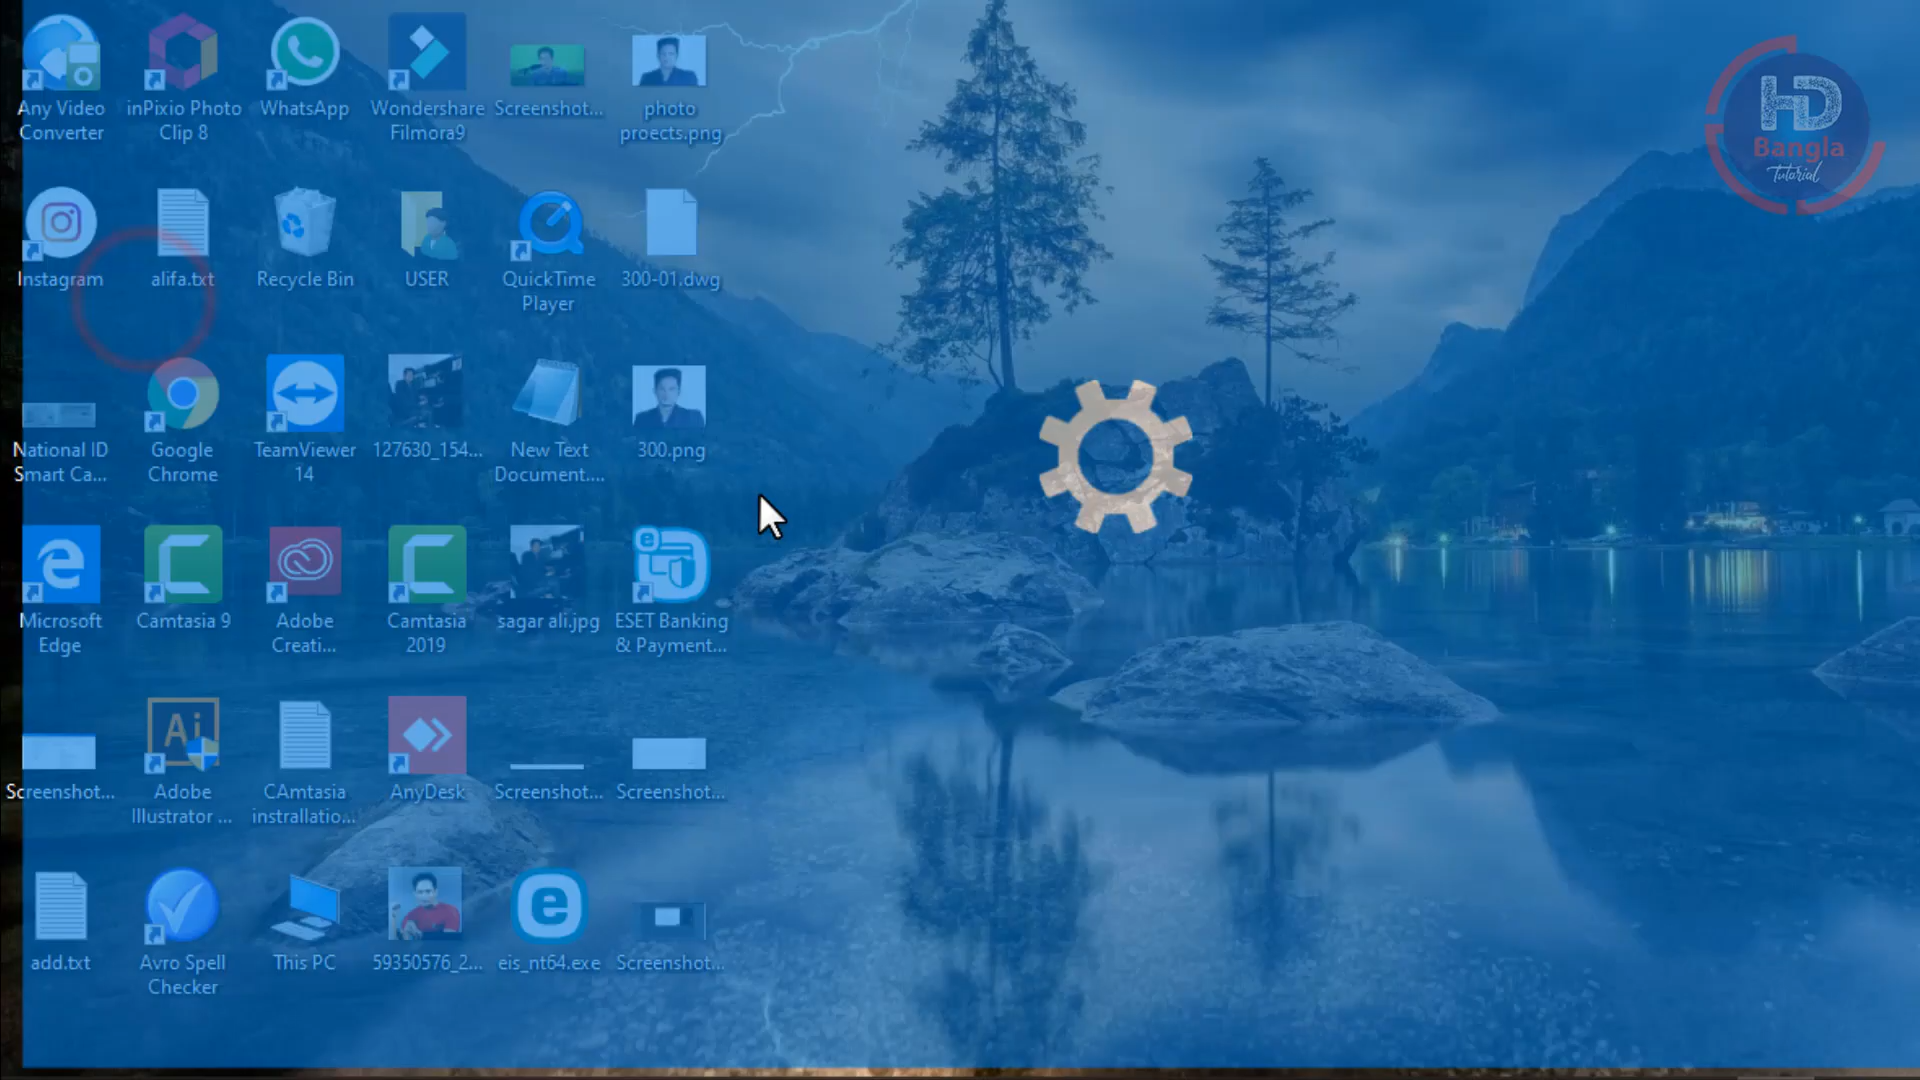 Any Video
Converter
inPixio Photo
Clip 8
WhatsApp
Wondershare
Filmora9
Screenshot...
photo
proects.png
HD
Bangla
Tutorial
Instagram
alifa.txt
Recycle Bin
USER
QuickTime
Player
300-01.dwg
National ID
Smart Ca...
Google
Chrome
TeamViewer
14
127630_154...
New Text
Document....
300.png
Microsoft
Edge
Camtasia 9
Adobe
Creati...
Camtasia
2019
sagar ali.jpg
ESET Banking
& Payment...
Screenshot...
Ai
Adobe
Illustrator ...
CAmtasia
instrallatio...
AnyDesk
Screenshot...
Screenshot...
add.txt
Avro Spell
Checker
This PC
59350576_2...
eis_nt64.exe
Screenshot...